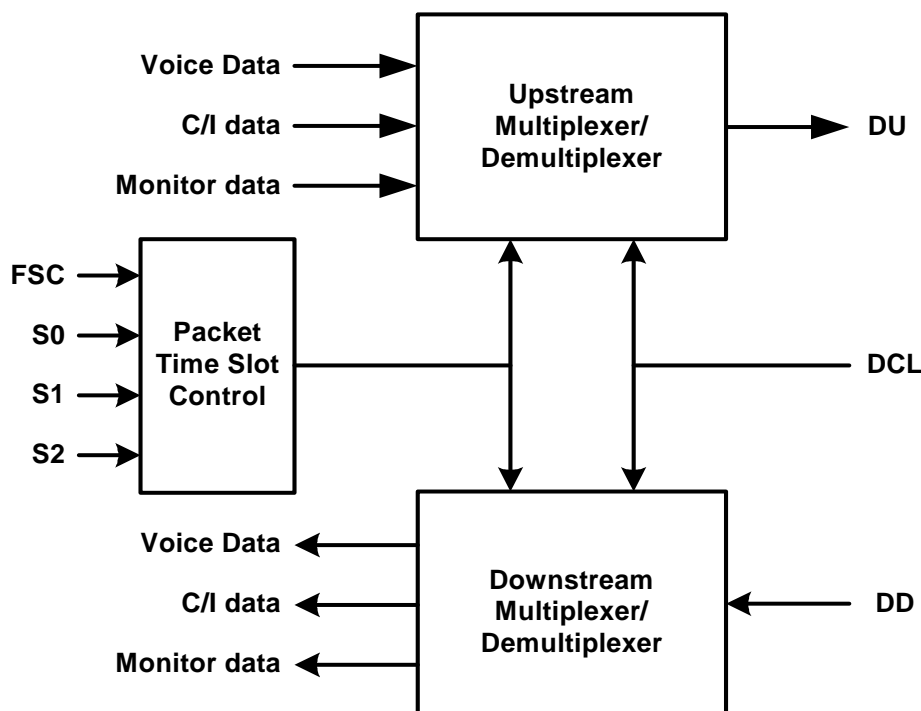 Voice Data
C/I data
Monitor data
Upstream
Multiplexer/
Demultiplexer
DU
FSC
S0
S1
S2
Packet
Time Slot
Control
DCL
Voice Data
C/I data
Monitor data
Downstream
Multiplexer/
Demultiplexer
DD